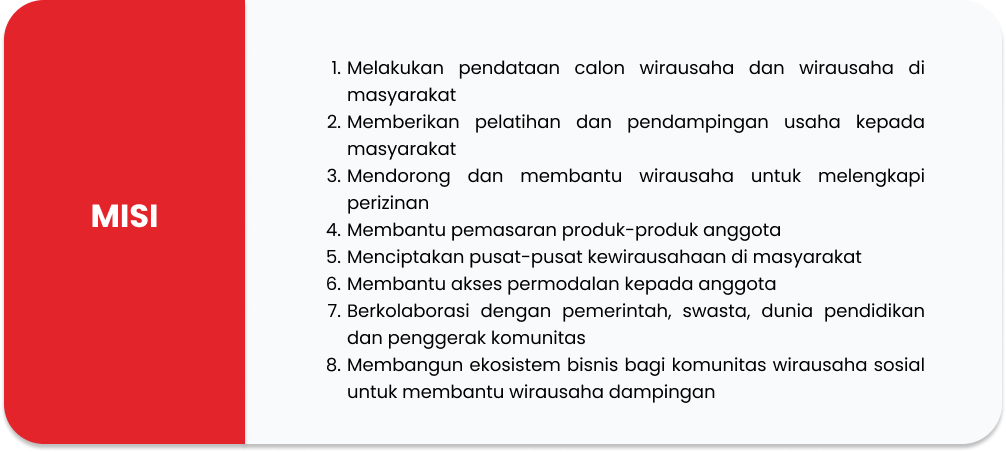 MISI
1. Melakukan pendataan calon wirausaha dan wirausaha di
masyarakat
2. Memberikan pelatihan dan pendampingan usaha kepada
masyarakat
3. Mendorong dan membantu wirausaha untuk melengkapi
perizinan
4. Membantu pemasaran produk-produk anggota
5. Menciptakan pusat-pusat kewirausahaan di masyarakat
6. Membantu akses permodalan kepada anggota
7. Berkolaborasi dengan pemerintah, swasta, dunia pendidikan
dan penggerak komunitas
8. Membangun ekosistem bisnis bagi komunitas wirausaha sosial
untuk membantu wirausaha dampingan